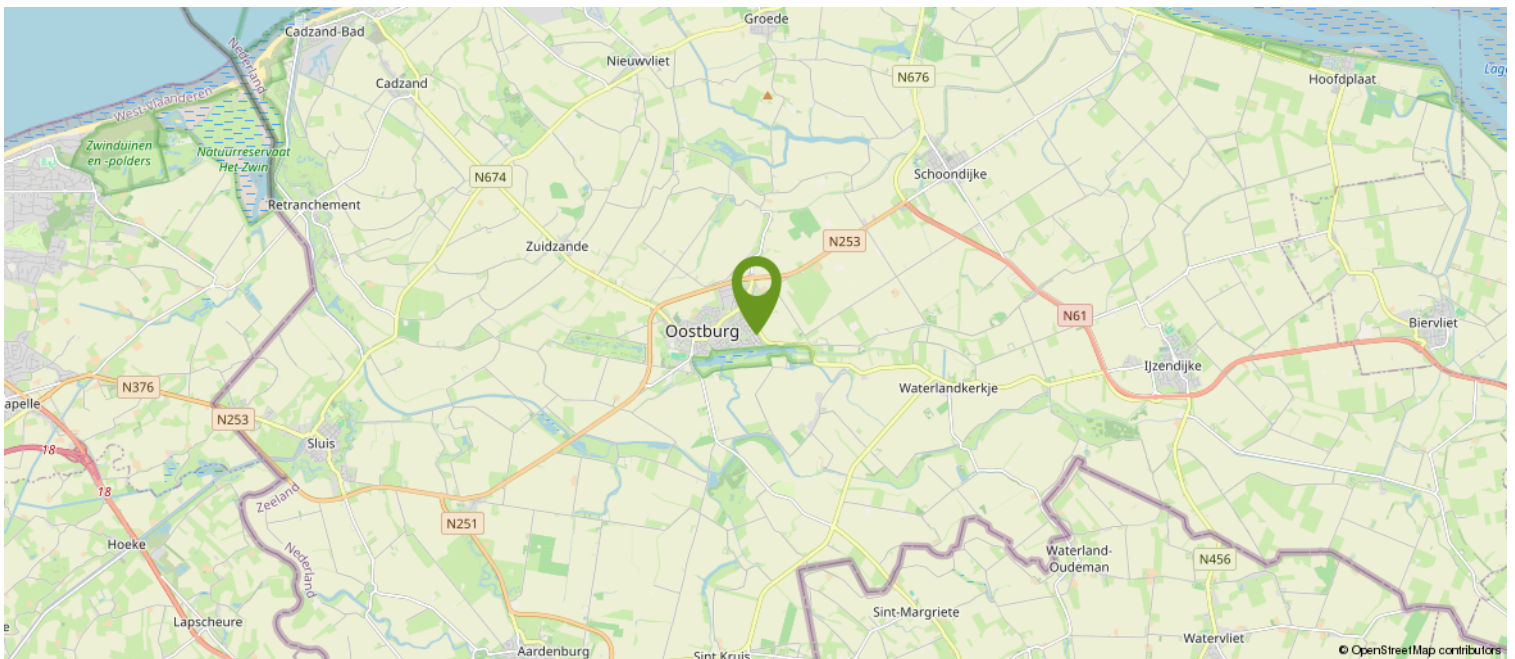 Groede
Cadzand-Bad
Nederland
Nieuwvliet
N676
Hoofdplaat
Cadzand
West-Vlaanderen
Zwinduinen
en -polders
Natuurreservaat
Het Zwin
N674
Schoondijke
Retranchement
Zuidzande
N253
N61
Biervliet
Oostburg
IJzendijke
N376
Waterlandkerkje
N253
18
Sluis
18
Zeeland
N251
Hoeke
Nederland
Waterland-
Oudeman
N456
Lapscheure
Sint-Margriete
Watervliet
Aardenburg
Sint Kruis
© OpenStreetMap contributors